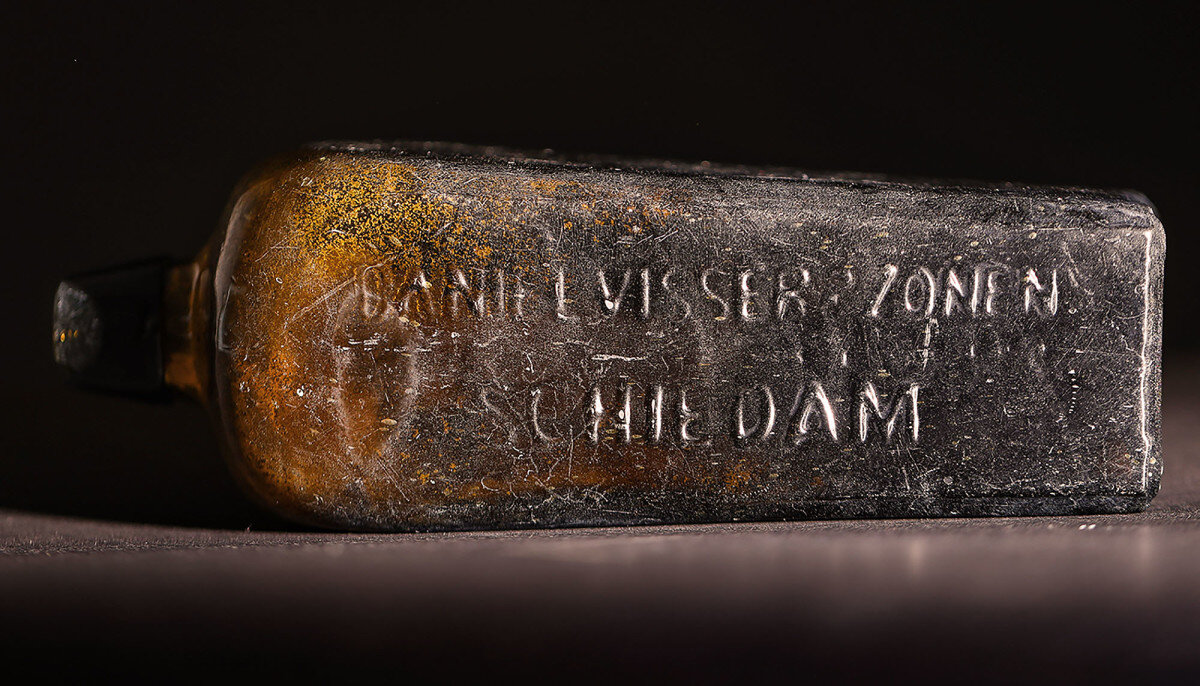 DANIEL VISSER & ZONEN
SCHIEDAM